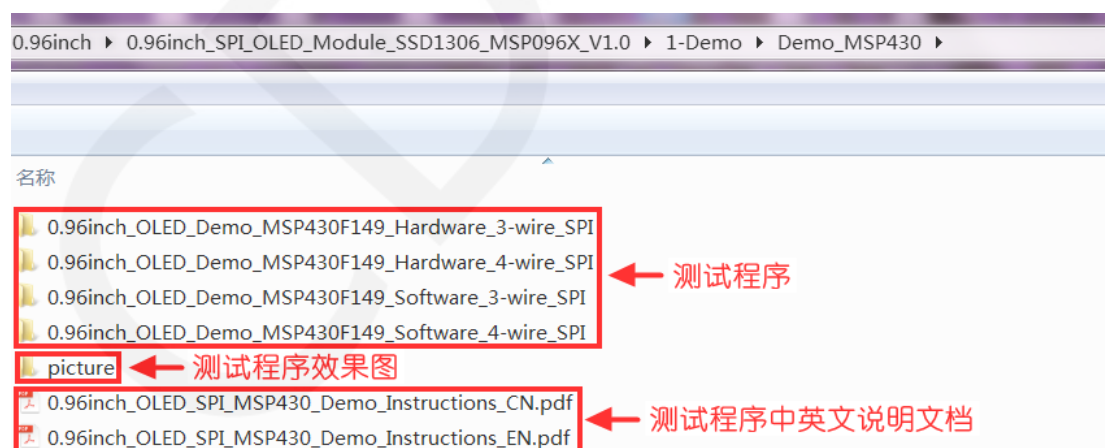 0.96inch ▸ 0.96inch_SPI_OLED_Module_SSD1306_MSP096X_V1.0 ▸ 1-Demo ▸ Demo_MSP430 ▸
名称
0.96inch_OLED_Demo_MSP430F149_Hardware_3-wire_SPI
0.96inch_OLED_Demo_MSP430F149_Hardware_4-wire_SPI
测试程序
0.96inch_OLED_Demo_MSP430F149_Software_3-wire_SPI
0.96inch_OLED_Demo_MSP430F149_Software_4-wire_SPI
picture 测试程序效果图
0.96inch_OLED_SPI_MSP430_Demo_Instructions_CN.pdf
测试程序中英文说明文档
0.96inch_OLED_SPI_MSP430_Demo_Instructions_EN.pdf